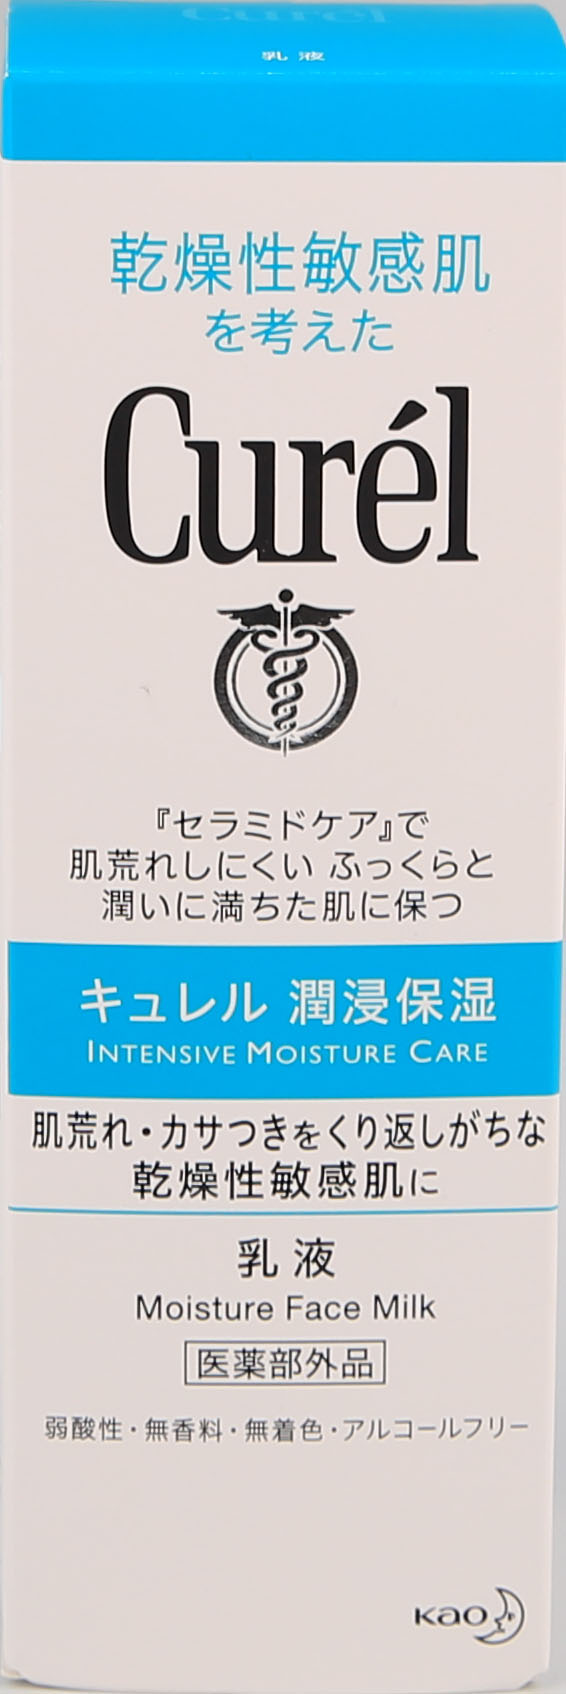 Curél
乳液
乾燥性敏感肌
を考えた
Curél
『セラミドケア』で
肌荒れしにくい ふっくらと
潤いに満ちた肌に保つ
キュレル 潤浸保湿
INTENSIVE MOISTURE CARE
肌荒れ・カサつきをくり返しがちな
乾燥性敏感肌に
乳液
Moisture Face Milk
医薬部外品
弱酸性・無香料・無着色・アルコールフリー
Kao